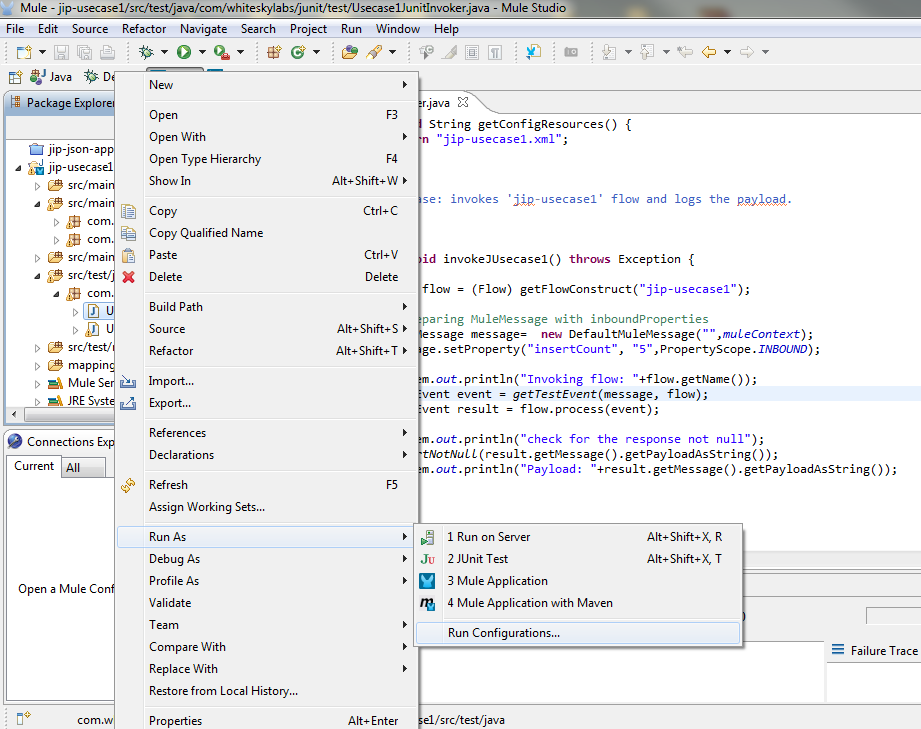 Mule - jip-usecase1/src/test/java/com/whiteskylabs/junit/test/Usecase1JunitInvoker.java - Mule Studio
File Edit Source Refactor Navigate Search Project Run Window Help
Java De
Package Explorer
er.java
jip-json-app
jip-usecase1
src/main
src/main
com.
com.
src/main
src/test/j
com.
U
U
src/test/r
mapping
Mule Ser
JRE Syste
Connections Exp
Current All
Open a Mule Conf
New
Open F3
Open With
Open Type Hierarchy F4
Show In Alt+Shift+W
Copy Ctrl+C
Copy Qualified Name
Paste Ctrl+V
Delete Delete
Build Path
Source Alt+Shift+S
Refactor Alt+Shift+T
Import...
Export...
References
Declarations
Refresh F5
Assign Working Sets...
Run As
Debug As
Profile As
Validate
Team
Compare With
Replace With
Restore from Local History...
Properties Alt+Enter
1 Run on Server Alt+Shift+X, R
2 JUnit Test Alt+Shift+X, T
3 Mule Application
4 Mule Application with Maven
Run Configurations...
d String getConfigResources() {
rn "jip-usecase1.xml";
ase: invokes 'jip-usecase1' flow and logs the payload.
oid invokeJUsecase1() throws Exception {
flow = (Flow) getFlowConstruct("jip-usecase1");
eparing MuleMessage with inboundProperties
Message message= new DefaultMuleMessage("",muleContext);
age.setProperty("insertCount", "5",PropertyScope.INBOUND);
em.out.println("Invoking flow: "+flow.getName());
Event event = getTestEvent(message, flow);
Event result = flow.process(event);
em.out.println("check for the response not null");
rtNotNull(result.getMessage().getPayloadAsString());
em.out.println("Payload: "+result.getMessage().getPayloadAsString());
Failure Trace
com.w
se1/src/test/java